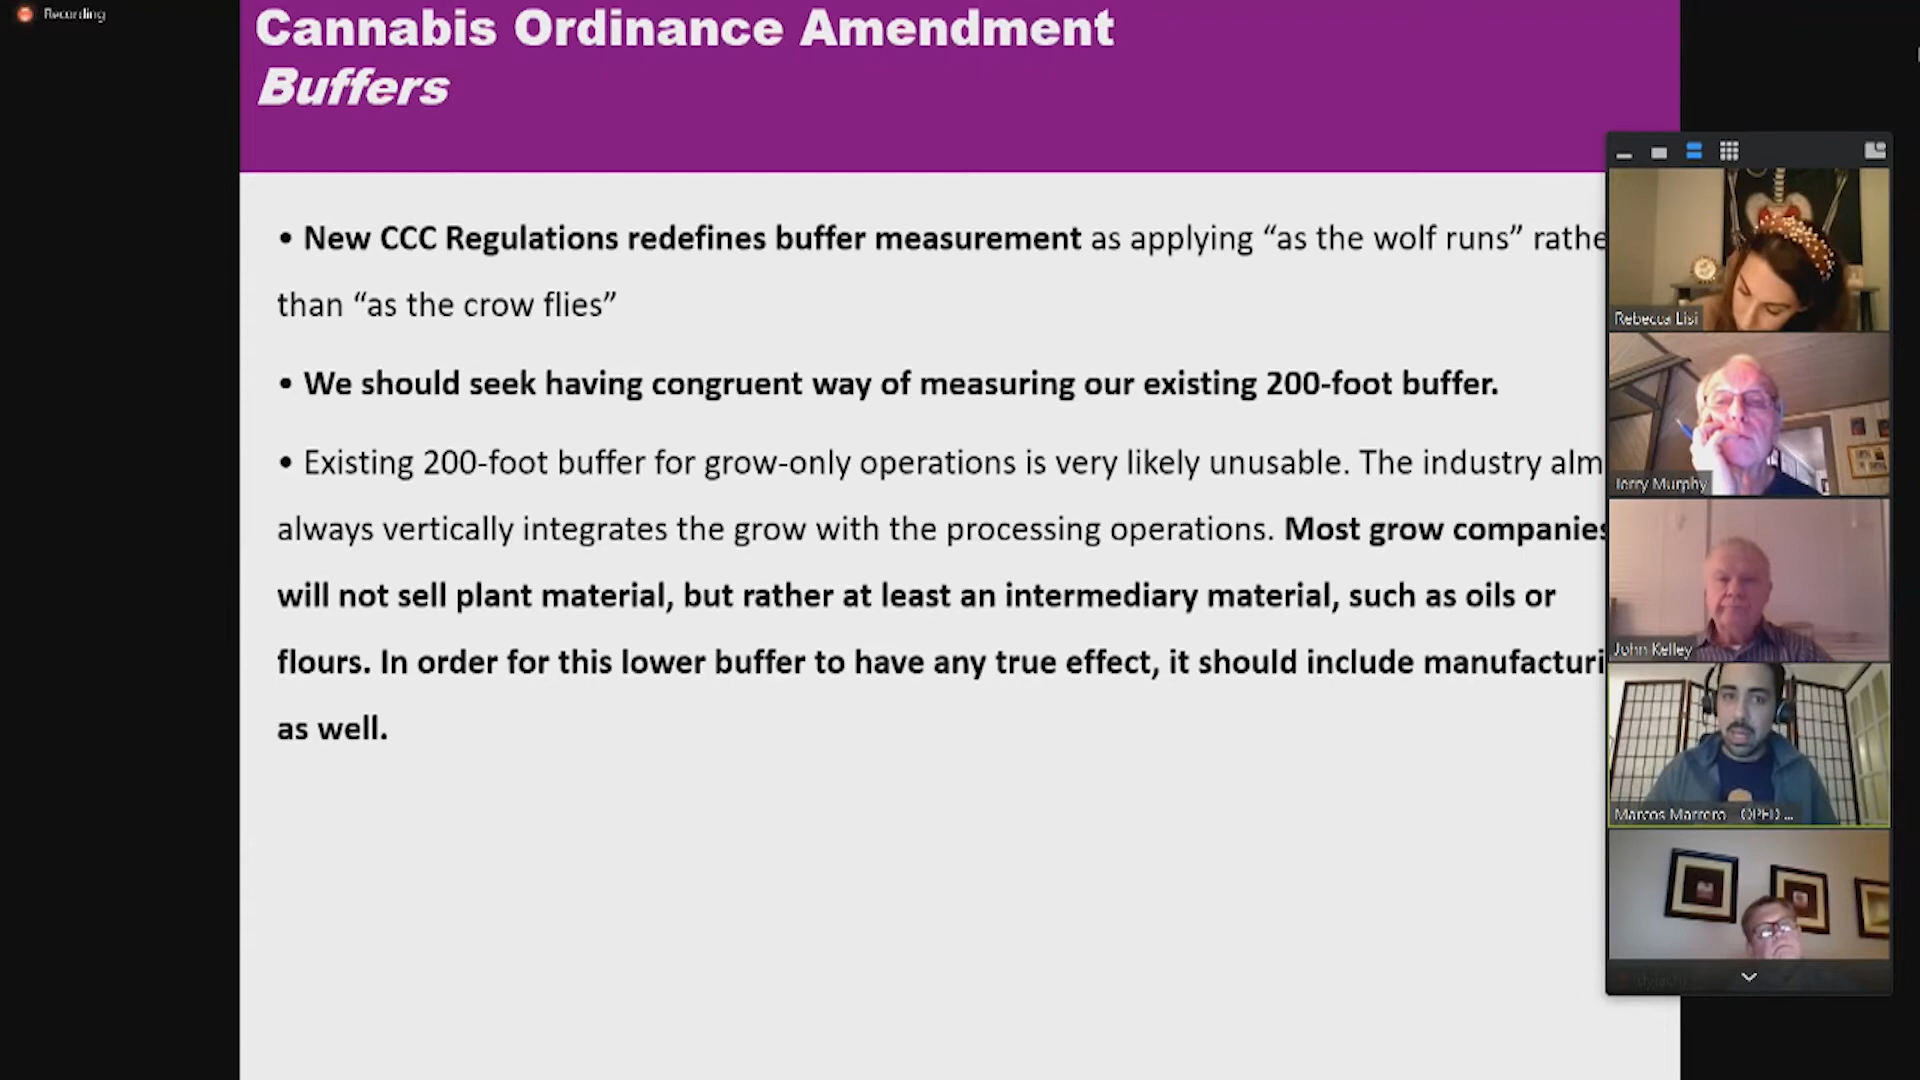 Recording
Cannabis Ordinance Amendment
Buffers
• New CCC Regulations redefines buffer measurement as applying “as the wolf runs” rathe
than “as the crow flies”
• We should seek having congruent way of measuring our existing 200-foot buffer.
• Existing 200-foot buffer for grow-only operations is very likely unusable. The industry alm
always vertically integrates the grow with the processing operations. Most grow companies
will not sell plant material, but rather at least an intermediary material, such as oils or
flours. In order for this lower buffer to have any true effect, it should include manufacturi
as well.
Rebecca Lisi
Terry Murphy
John Kelley
Marcos Marrero - OPED ...